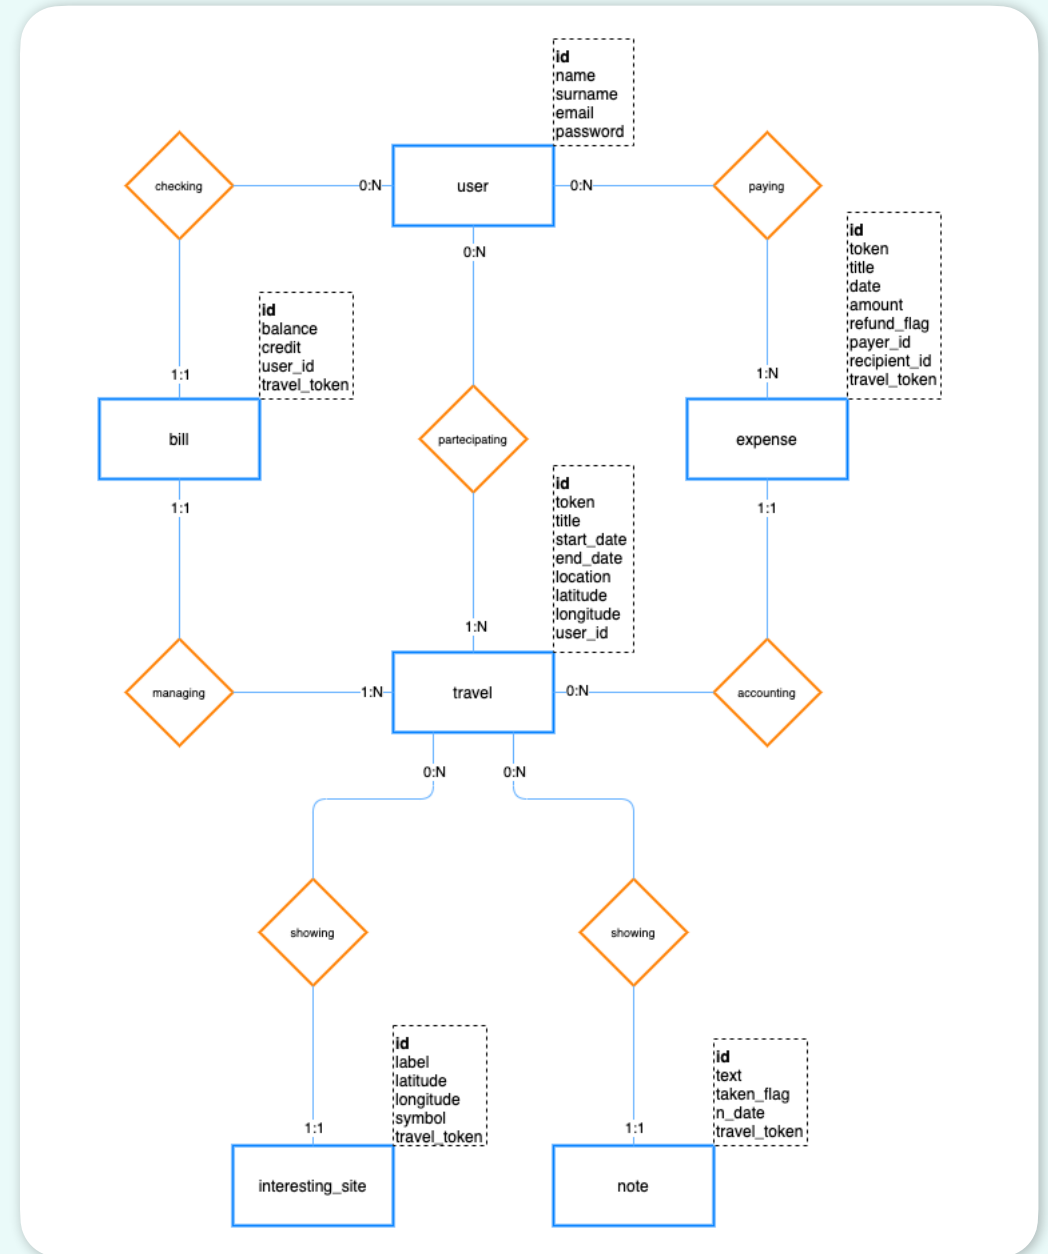 id
name
surname
email
password
checking
0:N
user
0:N
paying
0:N
id
token
title
date
amount
refund_flag
payer_id
recipient_id
travel_token
id
balance
credit
user_id
travel_token
1:1
1:N
bill
partecipating
expense
id
token
title
start_date
end_date
location
latitude
longitude
user_id
1:1
1:1
1:N
managing
1:N
travel
0:N
accounting
0:N
0:N
showing
showing
id
label
latitude
longitude
symbol
travel_token
id
text
taken_flag
n_date
travel_token
1:1
1:1
interesting_site
note